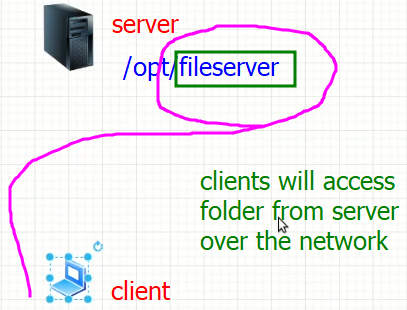 server
/opt/fileserver
clients will access
folder from server
over the network
client